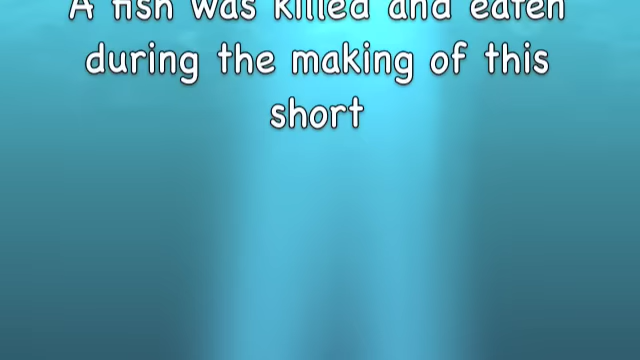 A fish was killed and eaten
during the making of this
short